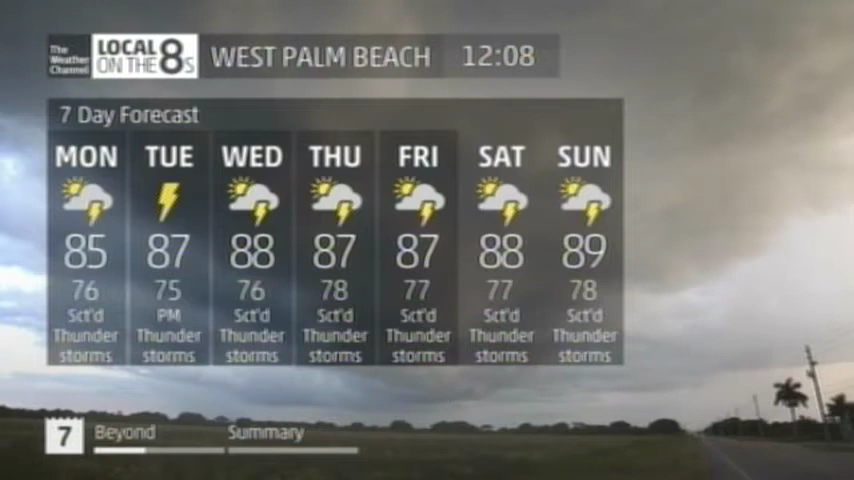 The
Weather
Channel
LOCAL
ON THE 8s
WEST PALM BEACH
12:08
7 Day Forecast
MON TUE WED THU FRI SAT SUN
85 87 88 87 87 88 89
76 75 76 78 77 77 78
Sct'd PM Sct'd Sct'd Sct'd Sct'd Sct'd
Thunder Thunder Thunder Thunder Thunder Thunder Thunder
storms storms storms storms storms storms storms
7 Beyond Summary